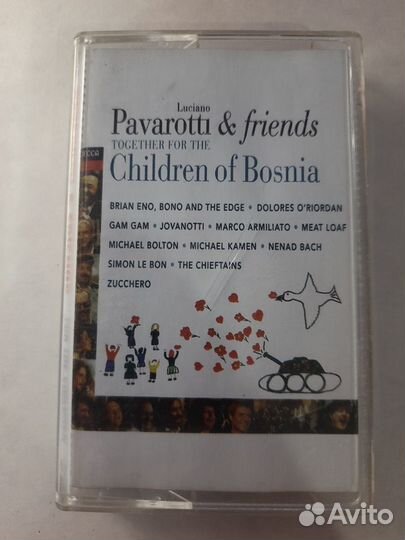 Luciano
Pavarotti & friends
TOGETHER FOR THE
Children of Bosnia
BRIAN ENO, BONO AND THE EDGE • DOLORES O'RIORDAN
GAM GAM • JOVANOTTI • MARCO ARMILIATO • MEAT LOAF
MICHAEL BOLTON • MICHAEL KAMEN • NENAD BACH
SIMON LE BON • THE CHIEFTAINS
ZUCCHERO
Avito